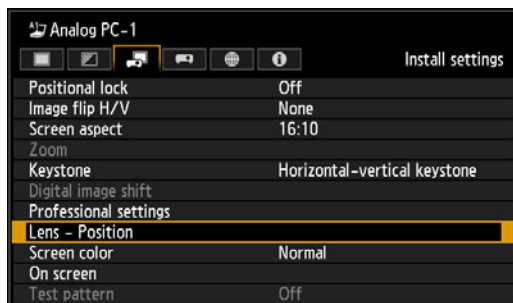 Analog PC-1
Install settings
Positional lock Off
Image flip H/V None
Screen aspect 16:10
Zoom
Keystone Horizontal-vertical keystone
Digital image shift
Professional settings
Lens - Position
Screen color Normal
On screen
Test pattern Off